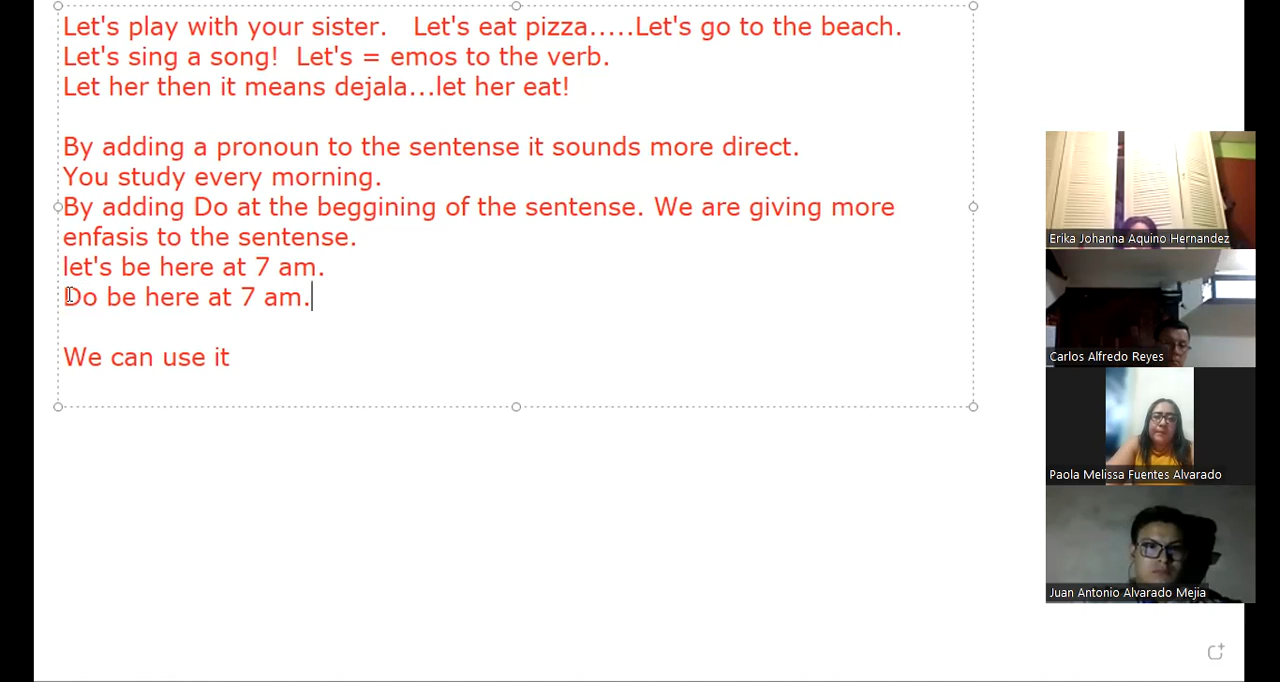 Let's play with your sister.   Let's eat pizza.....Let's go to the beach.
Let's sing a song!  Let's = emos to the verb.
Let her then it means dejala...let her eat!
By adding a pronoun to the sentense it sounds more direct.
You study every morning.
By adding Do at the beggining of the sentense. We are giving more
enfasis to the sentense.
let's be here at 7 am.
Do be here at 7 am.
We can use it
Erika Johanna Aquino Hernandez
Carlos Alfredo Reyes
Paola Melissa Fuentes Alvarado
Juan Antonio Alvarado Mejia